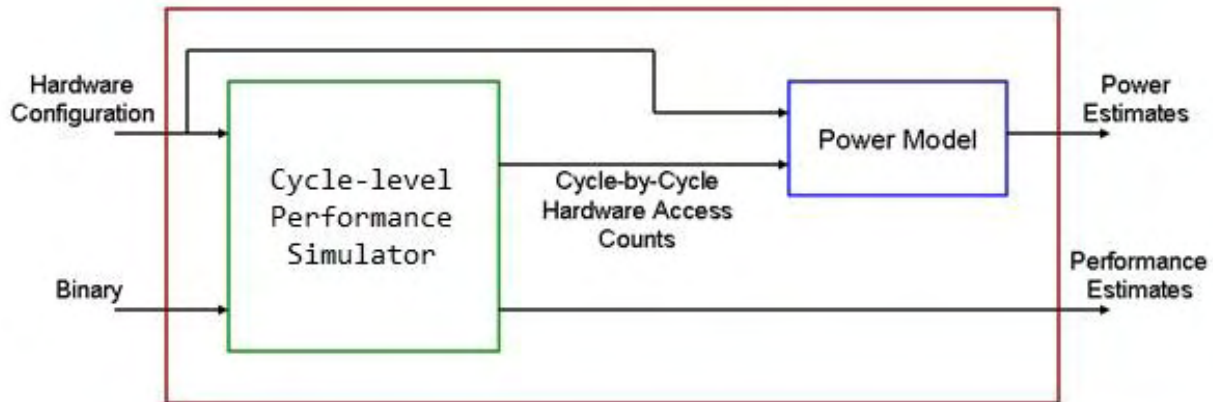 Hardware
Configuration
Binary
Cycle-level
Performance
Simulator
Cycle-by-Cycle
Hardware Access
Counts
Power Model
Power
Estimates
Performance
Estimates